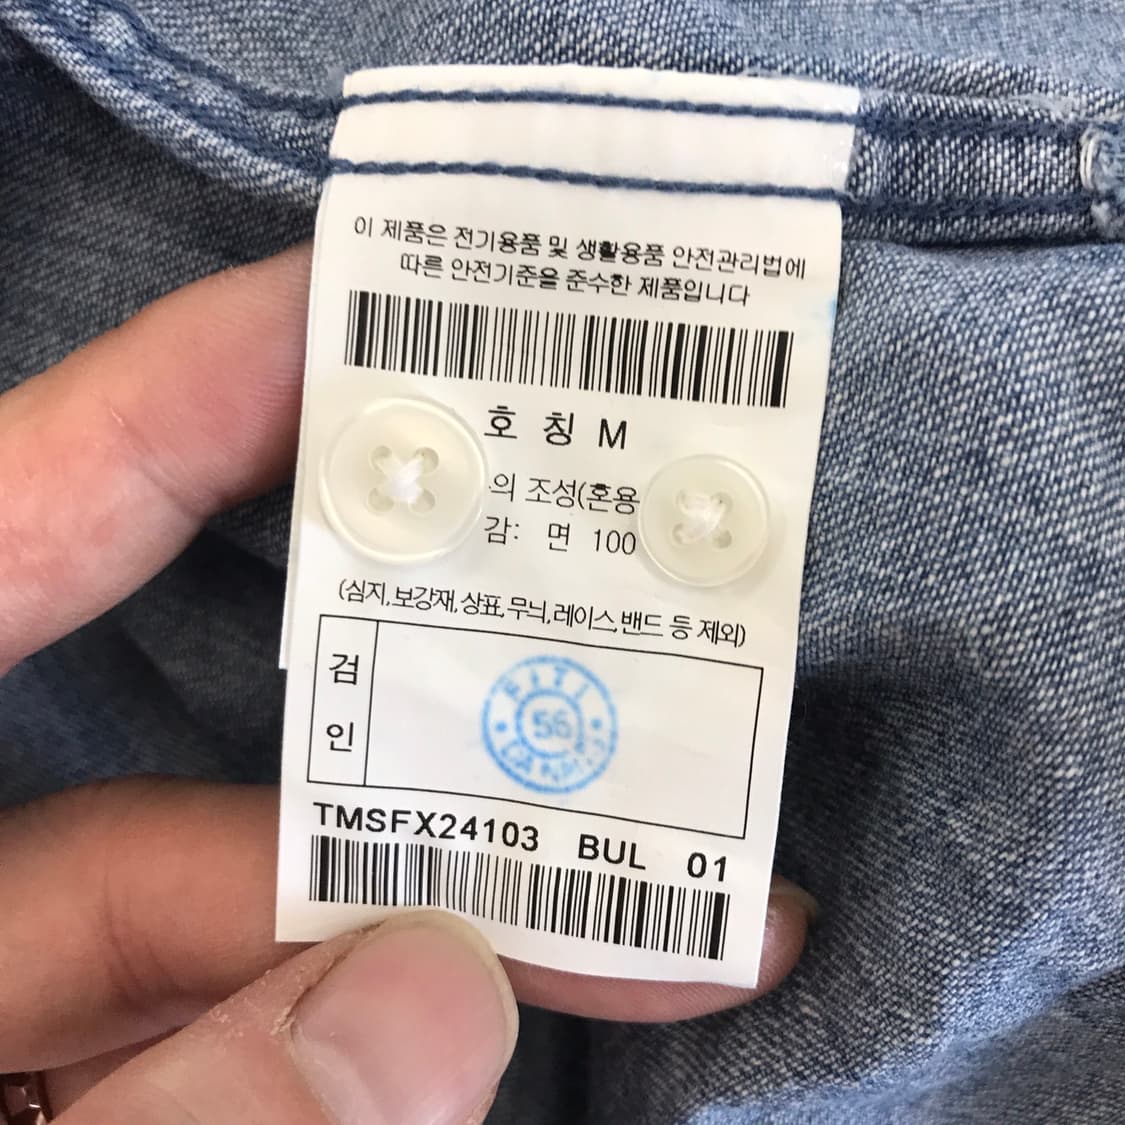 이 제품은 전기용품 및 생활용품 안전관리법에
따른 안전기준을 준수한 제품입니다
호 칭 M
의 조성(혼용
감: 면 100
(심지,보강재,상표,무늬,레이스,밴드 등 제외)
검
인
FITI
56
TMSFX24103 BUL 01